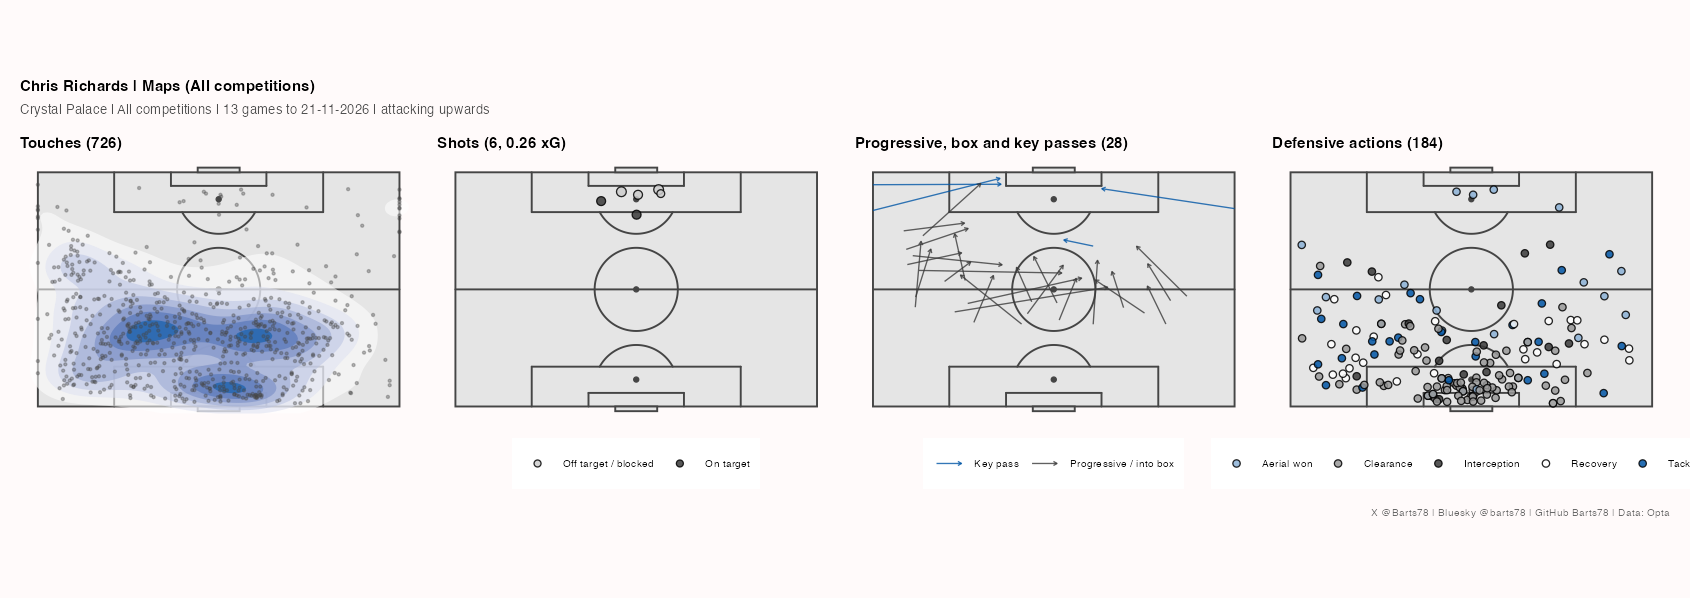 Chris Richards | Maps (All competitions)
Crystal Palace | All competitions | 13 games to 21-11-2026 | attacking upwards
Touches (726)
Shots (6, 0.26 xG)
Progressive, box and key passes (28)
Defensive actions (184)
Off target / blocked
On target
Key pass
Progressive / into box
Aerial won
Clearance
Interception
Recovery
Tack
X @Barts78 | Bluesky @barts78 | GitHub Barts78 | Data: Opta